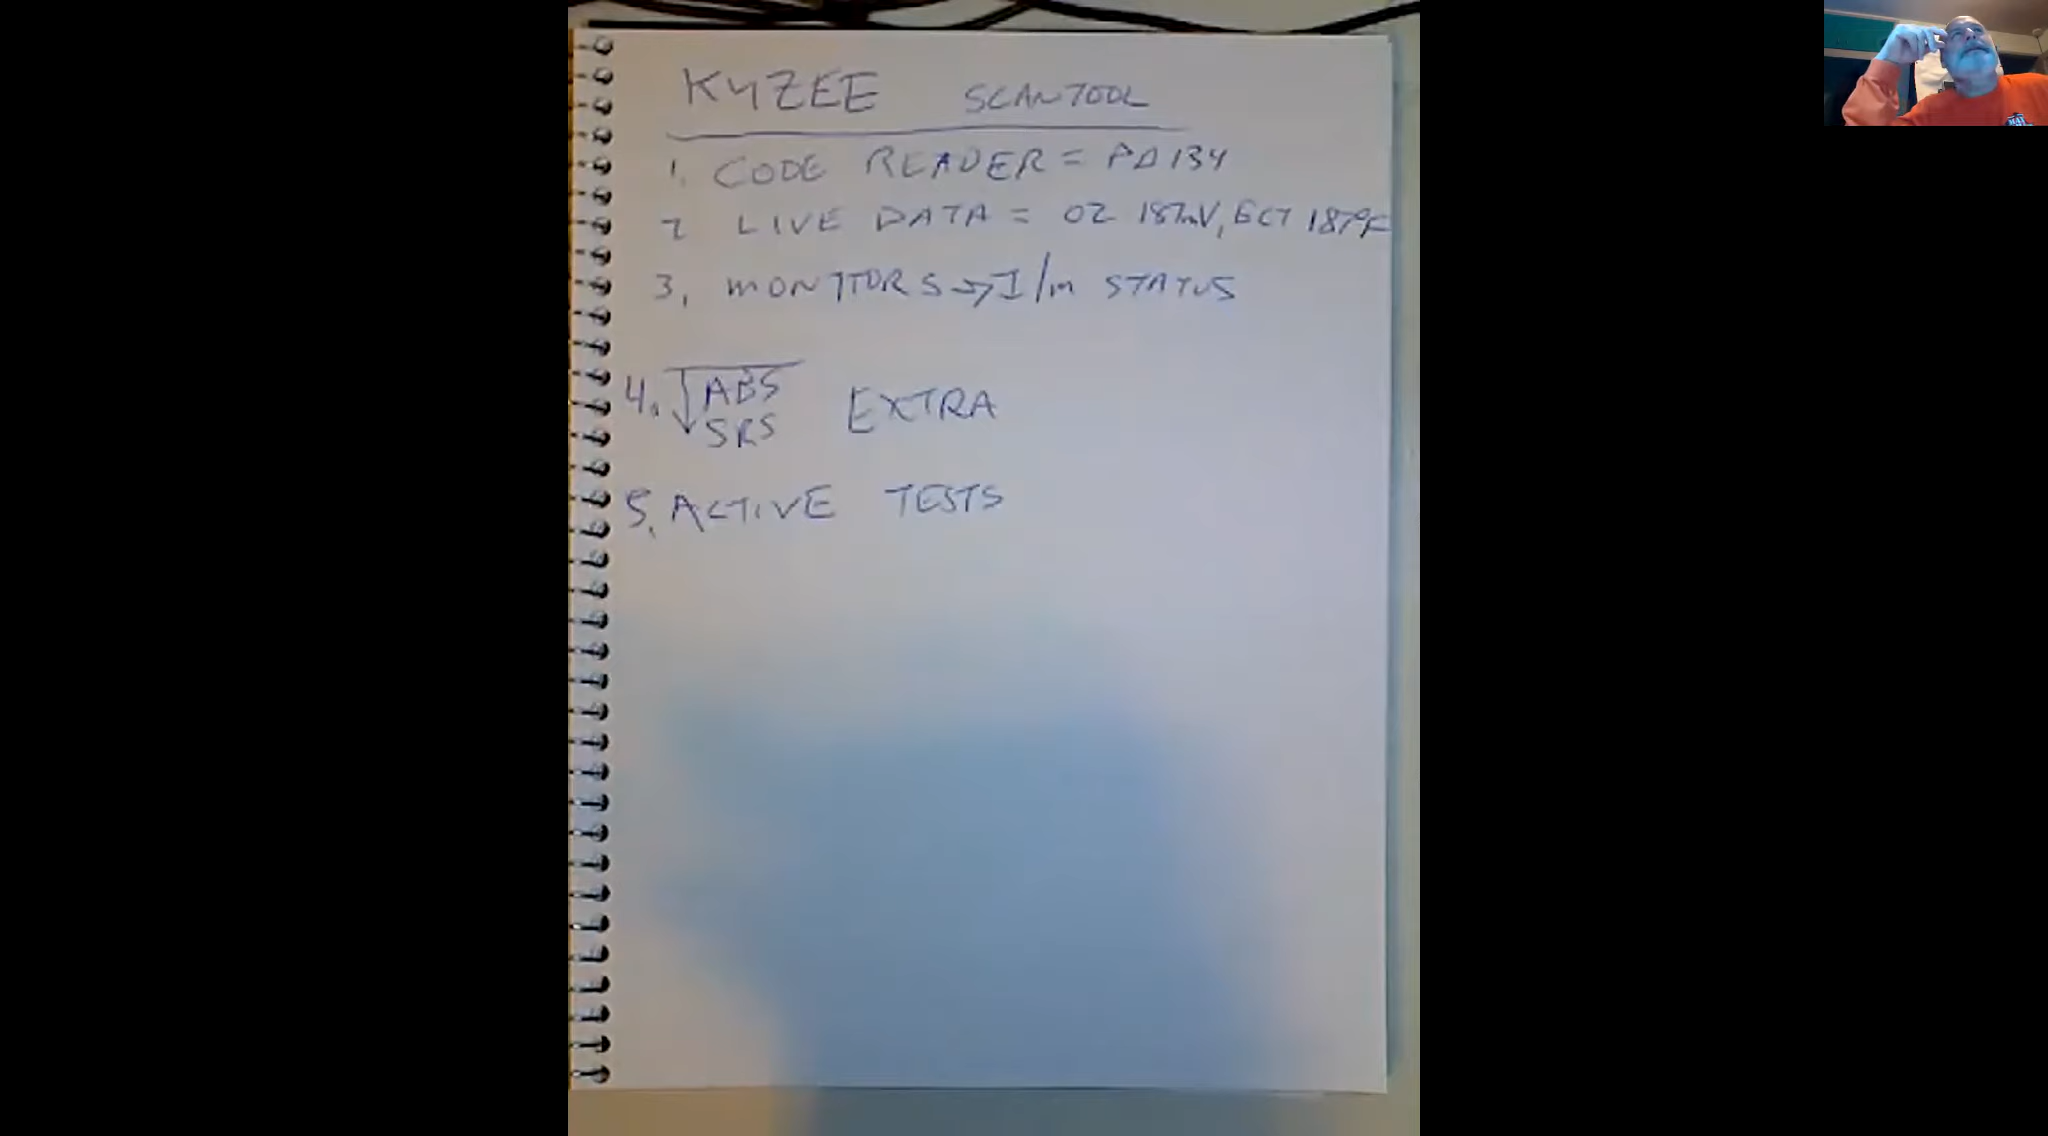 KYZEE SCANTOOL
1. CODE READER = PD134
2 LIVE DATA = O2 187mV, ECT 187°F
3. MONITORS → I/m STATUS
4. ABS EXTRA
SRS
5. ACTIVE TESTS